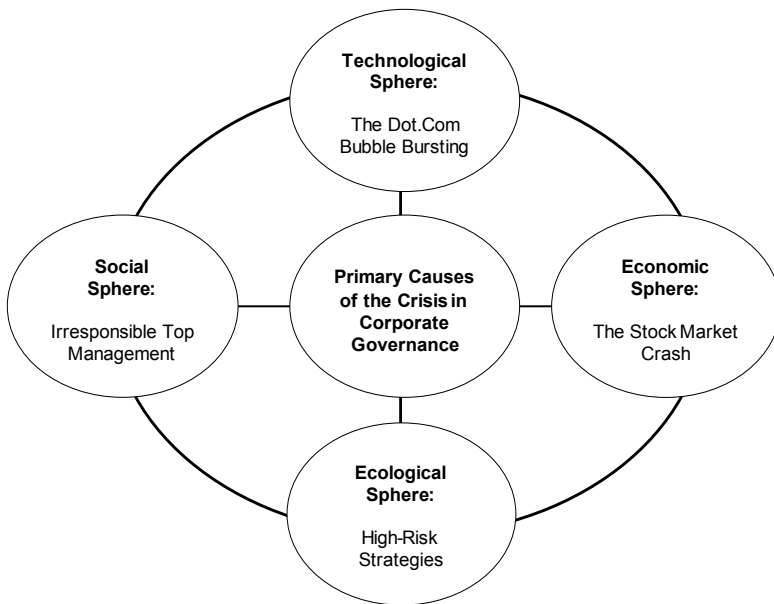 Technological
Sphere:
The Dot.Com
Bubble Bursting
Social
Sphere:
Irresponsible Top
Management
Primary Causes
of the Crisis in
Corporate
Governance
Economic
Sphere:
The Stock Market
Crash
Ecological
Sphere:
High-Risk
Strategies